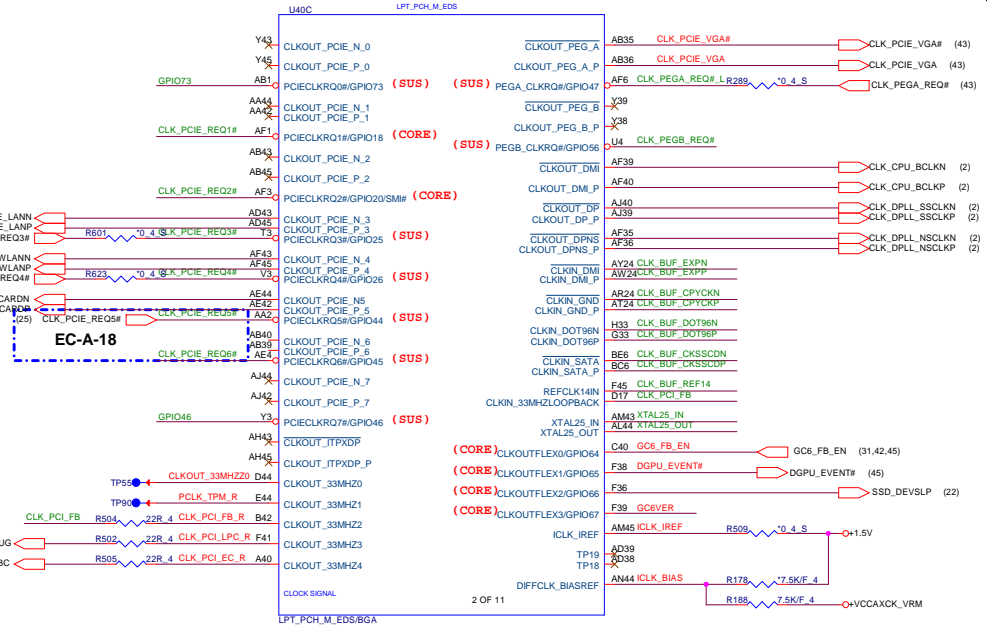 U40C LPT_PCH_M_EDS
Y43 CLKOUT_PCIE_N_0 CLKOUT_PEG_A AB35 CLK_PCIE_VGA# CLK_PCIE_VGA# (43)
Y45 CLKOUT_PCIE_P_0 CLKOUT_PEG_A_P AB36 CLK_PCIE_VGA CLK_PCIE_VGA (43)
GPIO73 AB1 PCIECLKRQ0#/GPIO73 (SUS) (SUS) PEGA_CLKRQ#/GPIO47 AF6 CLK_PEGA_REQ#_L R289 *0_4_S CLK_PEGA_REQ# (43)
AA44 CLKOUT_PCIE_N_1 CLKOUT_PEG_B Y39
AA42 CLKOUT_PCIE_P_1 CLKOUT_PEG_B_P Y38
CLK_PCIE_REQ1# AF1 PCIECLKRQ1#/GPIO18 (CORE)
(SUS) PEGB_CLKRQ#/GPIO56 U4 CLK_PEGB_REQ#
AB43 CLKOUT_PCIE_N_2 CLKOUT_DMI AF39 CLK_CPU_BCLKN (2)
AB45 CLKOUT_PCIE_P_2 CLKOUT_DMI_P AF40 CLK_CPU_BCLKP (2)
CLK_PCIE_REQ2# AF3 PCIECLKRQ2#/GPIO20/SMI# (CORE)
CLKOUT_DP AJ40 CLK_DPLL_SSCLKN (2)
E_LANN AD43 CLKOUT_PCIE_N_3 CLKOUT_DP_P AJ39 CLK_DPLL_SSCLKP (2)
E_LANP AD45 CLKOUT_PCIE_P_3
REQ3# R601 *0_4_S CLK_PCIE_REQ3# T3 PCIECLKRQ3#/GPIO25 (SUS) CLKOUT_DPNS AF35 CLK_DPLL_NSCLKN (2)
CLKOUT_DPNS_P AF36 CLK_DPLL_NSCLKP (2)
WLANN AF43 CLKOUT_PCIE_N_4
WLANP AF45 CLKOUT_PCIE_P_4 CLKIN_DMI AY24 CLK_BUF_EXPN
REQ4# R623 *0_4_S CLK_PCIE_REQ4# V3 PCIECLKRQ4#/GPIO26 (SUS) CLKIN_DMI_P AW24 CLK_BUF_EXPP
CARDN AE44 CLKOUT_PCIE_N5 CLKIN_GND AR24 CLK_BUF_CPYCKN
CARDP AE42 CLKOUT_PCIE_P_5 CLKIN_GND_P AT24 CLK_BUF_CPYCKP
(25) CLK_PCIE_REQ5# CLK_PCIE_REQ5# AA2 PCIECLKRQ5#/GPIO44 (SUS)
CLKIN_DOT96N H33 CLK_BUF_DOT96N
EC-A-18 AB40 CLKOUT_PCIE_N_6 CLKIN_DOT96P G33 CLK_BUF_DOT96P
AB39 CLKOUT_PCIE_P_6
CLK_PCIE_REQ6# AE4 PCIECLKRQ6#/GPIO45 (SUS) CLKIN_SATA BE6 CLK_BUF_CKSSCDN
CLKIN_SATA_P BC6 CLK_BUF_CKSSCDP
AJ44 CLKOUT_PCIE_N_7 REFCLK14IN F45 CLK_BUF_REF14
AJ42 CLKOUT_PCIE_P_7 CLKIN_33MHZLOOPBACK D17 CLK_PCI_FB
GPIO46 Y3 PCIECLKRQ7#/GPIO46 (SUS) XTAL25_IN AM43 XTAL25_IN
XTAL25_OUT AL44 XTAL25_OUT
AH43 CLKOUT_ITPXDP (CORE) CLKOUTFLEX0/GPIO64 C40 GC6_FB_EN GC6_FB_EN (31,42,45)
AH45 CLKOUT_ITPXDP_P (CORE) CLKOUTFLEX1/GPIO65 F38 DGPU_EVENT# DGPU_EVENT# (45)
TP55 CLKOUT_33MHZZ0 D44 CLKOUT_33MHZ0 (CORE) CLKOUTFLEX2/GPIO66 F36 SSD_DEVSLP (22)
TP90 PCLK_TPM_R E44 CLKOUT_33MHZ1 (CORE) CLKOUTFLEX3/GPIO67 F39 GC6VER
CLK_PCI_FB R504 22R_4 CLK_PCI_FB_R B42 CLKOUT_33MHZ2 ICLK_IREF AM45 ICLK_IREF R509 *0_4_S +1.5V
UG R502 22R_4 CLK_PCI_LPC_R F41 CLKOUT_33MHZ3 TP19 AD39
BC R505 22R_4 CLK_PCI_EC_R A40 CLKOUT_33MHZ4 TP18 AD38
DIFFCLK_BIASREF AN44 ICLK_BIAS R178 *7.5K/F_4
CLOCK SIGNAL 2 OF 11 R188 7.5K/F_4 +VCCAXCK_VRM
LPT_PCH_M_EDS/BGA